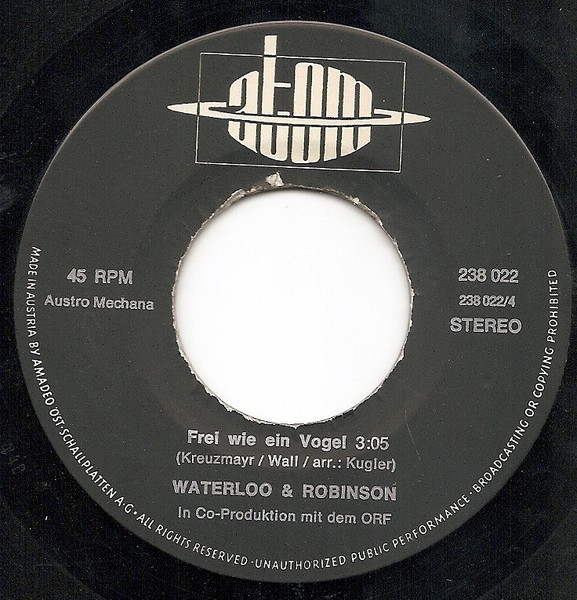 atom
45 RPM
Austro Mechana
238 022
238 022/4
STEREO
Frei wie ein Vogel 3:05
(Kreuzmayr / Wall / arr.: Kugler)
WATERLOO & ROBINSON
In Co-Produktion mit dem ORF
MADE IN AUSTRIA BY AMADEO ÖST. SCHALLPLATTEN A·G · ALL RIGHTS RESERVED · UNAUTHORIZED PUBLIC PERFORMANCE · BROADCASTING OR COPYING PROHIBITED